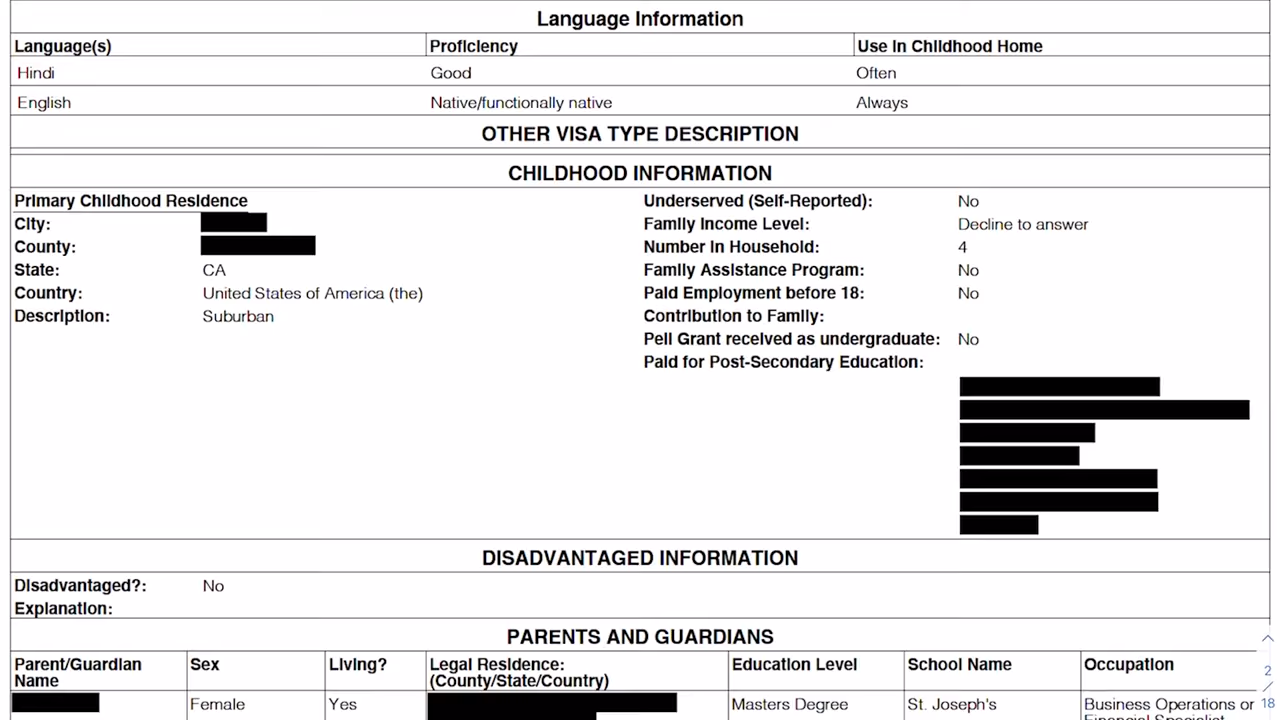 Language Information
Language(s) Proficiency Use in Childhood Home
Hindi Good Often
English Native/functionally native Always
OTHER VISA TYPE DESCRIPTION
CHILDHOOD INFORMATION
Primary Childhood Residence Underserved (Self-Reported): No
City: Family Income Level: Decline to answer
County: Number in Household: 4
State: CA Family Assistance Program: No
Country: United States of America (the) Paid Employment before 18: No
Description: Suburban Contribution to Family:
Pell Grant received as undergraduate: No
Paid for Post-Secondary Education:
DISADVANTAGED INFORMATION
Disadvantaged?: No
Explanation:
PARENTS AND GUARDIANS
Parent/Guardian Name Sex Living? Legal Residence: (County/State/Country) Education Level School Name Occupation
Female Yes Masters Degree St. Joseph's Business Operations or Financial Specialist
2
/
18